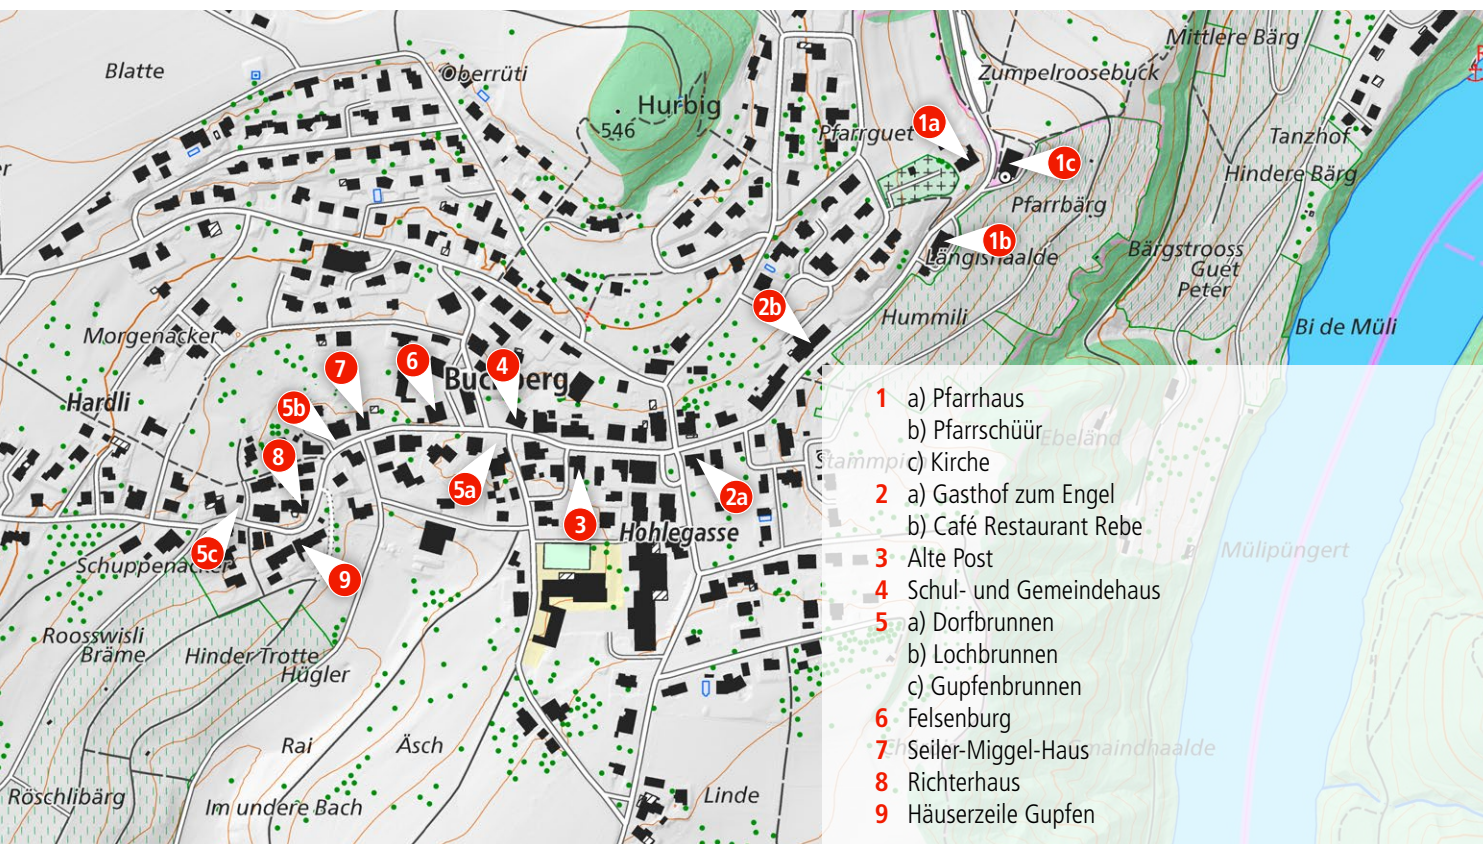 Mittlere Bärg
Blatte
Oberrüti
Zumpelroosebuck
Hurbig
546
Pfarrguet
1a
Tanzhof
1c
Hindere Bärg
Pfarrbärg
1b
Längishaalde
Bärgstrooss
Guet
Peter
2b
Hummili
Bi de Müli
Morgenacker
7
6
4
Buchberg
Hardli
5b
8
5a
2a
3
Hohlegasse
5c
Schuppenacker
9
Roosswisli
Bräme
Hinder Trotte
Hügler
Rai
Äsch
Röschlibärg
Im undere Bach
Linde
Ebeländ
Mülipüngert
1 a) Pfarrhaus
b) Pfarrschüür
c) Kirche
2 a) Gasthof zum Engel
b) Café Restaurant Rebe
3 Alte Post
4 Schul- und Gemeindehaus
5 a) Dorfbrunnen
b) Lochbrunnen
c) Gupfenbrunnen
6 Felsenburg
7 Seiler-Miggel-Haus
8 Richterhaus
9 Häuserzeile Gupfen